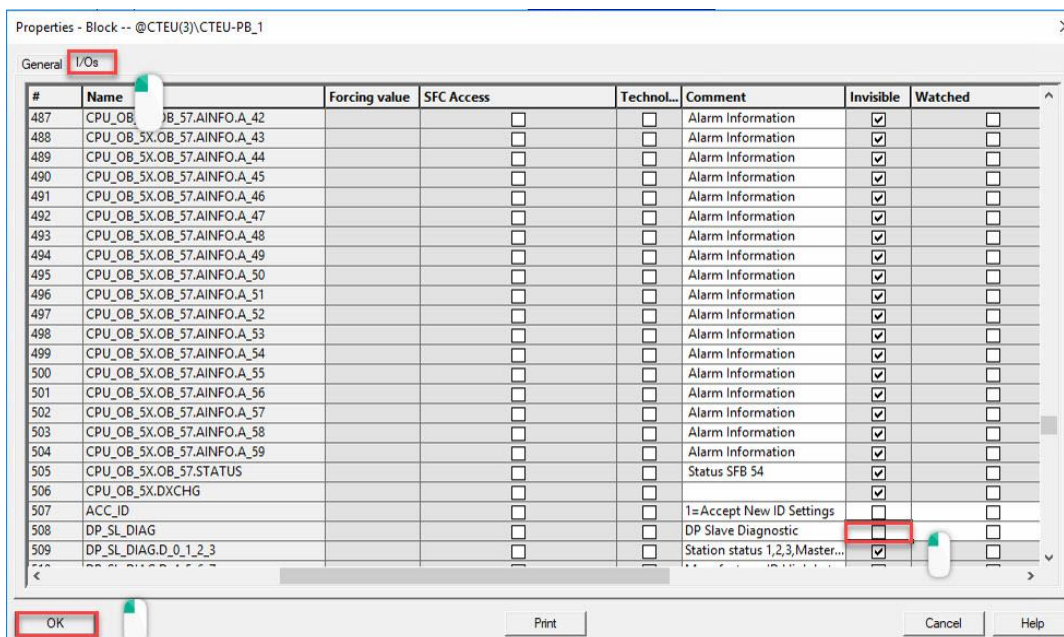 Properties - Block -- @CTEU(3)\CTEU-PB_1
General I/Os
# Name Forcing value SFC Access Technol... Comment Invisible Watched
487 CPU_OB_57.AINFO.A_42 Alarm Information
488 CPU_OB_5X.OB_57.AINFO.A_43 Alarm Information
489 CPU_OB_5X.OB_57.AINFO.A_44 Alarm Information
490 CPU_OB_5X.OB_57.AINFO.A_45 Alarm Information
491 CPU_OB_5X.OB_57.AINFO.A_46 Alarm Information
492 CPU_OB_5X.OB_57.AINFO.A_47 Alarm Information
493 CPU_OB_5X.OB_57.AINFO.A_48 Alarm Information
494 CPU_OB_5X.OB_57.AINFO.A_49 Alarm Information
495 CPU_OB_5X.OB_57.AINFO.A_50 Alarm Information
496 CPU_OB_5X.OB_57.AINFO.A_51 Alarm Information
497 CPU_OB_5X.OB_57.AINFO.A_52 Alarm Information
498 CPU_OB_5X.OB_57.AINFO.A_53 Alarm Information
499 CPU_OB_5X.OB_57.AINFO.A_54 Alarm Information
500 CPU_OB_5X.OB_57.AINFO.A_55 Alarm Information
501 CPU_OB_5X.OB_57.AINFO.A_56 Alarm Information
502 CPU_OB_5X.OB_57.AINFO.A_57 Alarm Information
503 CPU_OB_5X.OB_57.AINFO.A_58 Alarm Information
504 CPU_OB_5X.OB_57.AINFO.A_59 Alarm Information
505 CPU_OB_5X.OB_57.STATUS Status SFB 54
506 CPU_OB_5X.DXCHG
507 ACC_ID 1=Accept New ID Settings
508 DP_SL_DIAG DP Slave Diagnostic
509 DP_SL_DIAG.D_0_1_2_3 Station status 1,2,3,Master...
OK Print Cancel Help